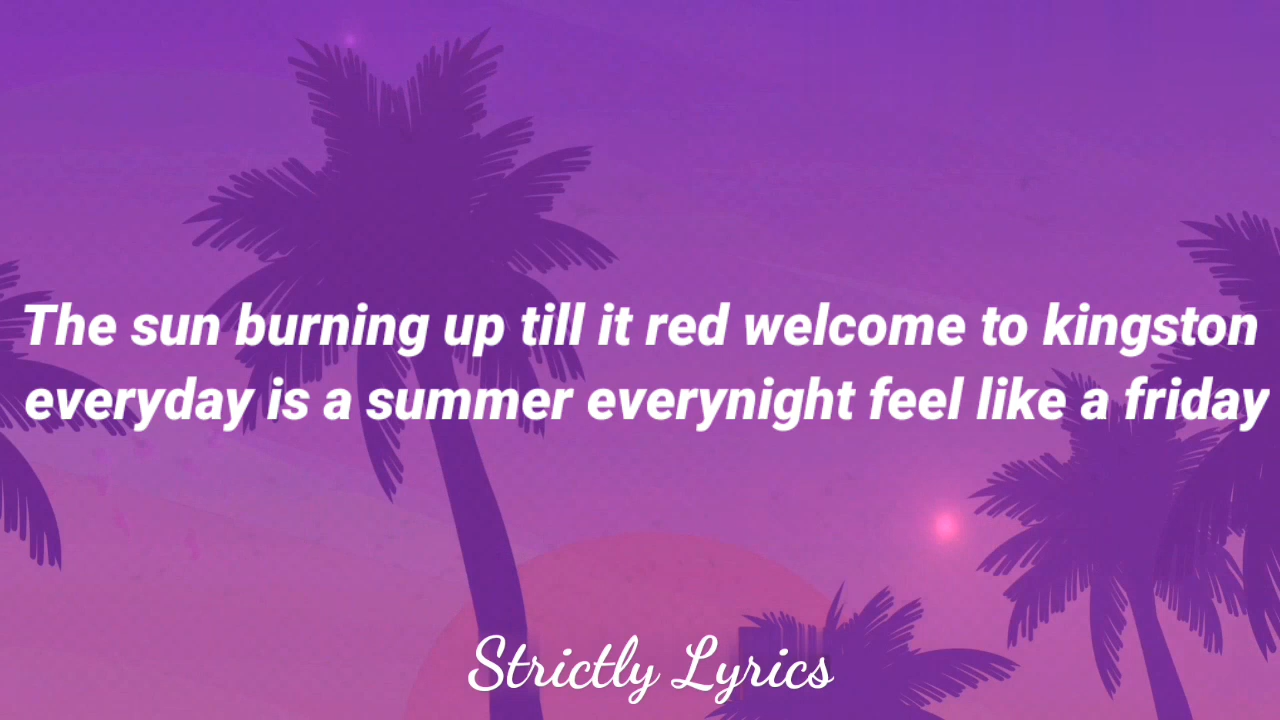 The sun burning up till it red welcome to kingston
everyday is a summer everynight feel like a friday
Strictly Lyrics